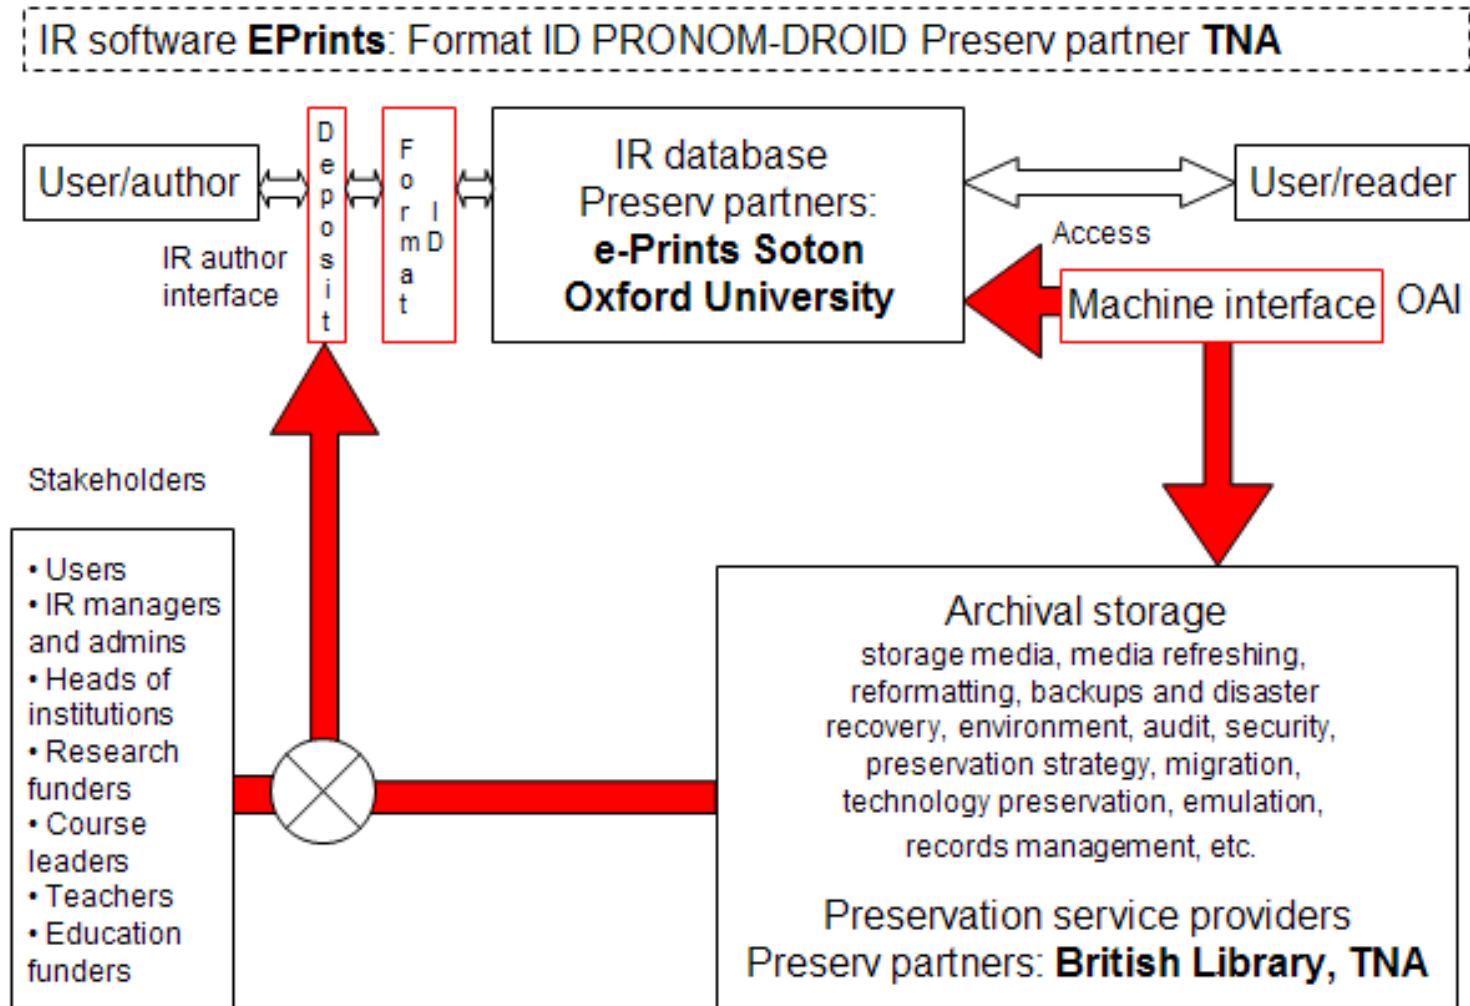 IR software EPrints: Format ID PRONOM-DROID Preserv partner TNA
User/author
IR author
interface
Deposit
Format
ID
IR database
Preserv partners:
e-Prints Soton
Oxford University
User/reader
Access
Machine interface
OAI
Stakeholders
• Users
• IR managers
and admins
• Heads of
institutions
• Research
funders
• Course
leaders
• Teachers
• Education
funders
Archival storage
storage media, media refreshing,
reformatting, backups and disaster
recovery, environment, audit, security,
preservation strategy, migration,
technology preservation, emulation,
records management, etc.
Preservation service providers
Preserv partners: British Library, TNA